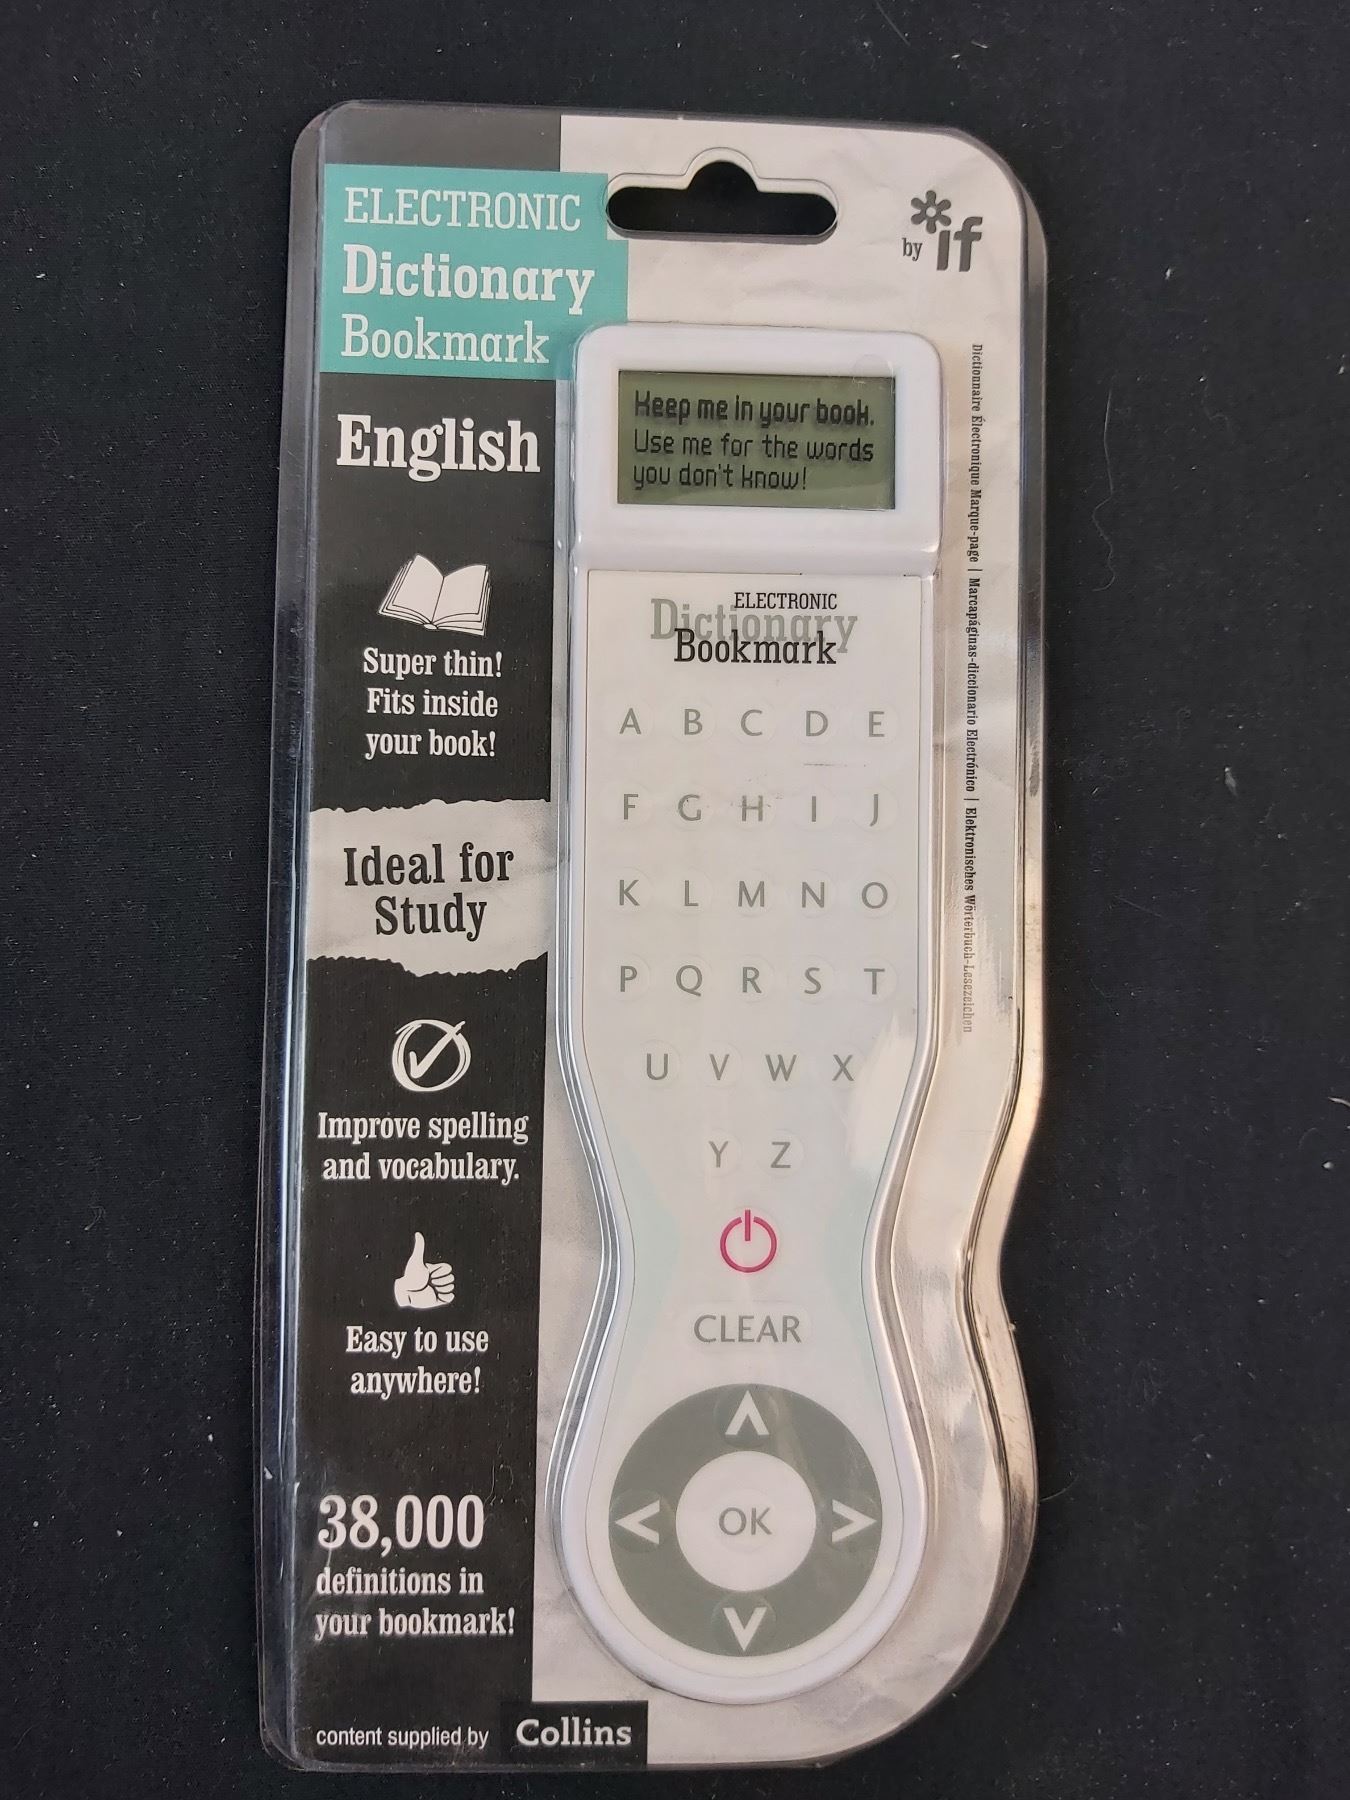 ELECTRONIC
Dictionary
Bookmark
by if
English
Super thin!
Fits inside
your book!
Ideal for
Study
Improve spelling
and vocabulary.
Easy to use
anywhere!
38,000
definitions in
your bookmark!
content supplied by Collins
Keep me in your book.
Use me for the words
you don't know!
ELECTRONIC
Dictionary
Bookmark
A B C D E
F G H I J
K L M N O
P Q R S T
U V W X
Y Z
CLEAR
OK
Dictionnaire Électronique Marque-page | Marcapáginas-diccionario Electrónico | Elektronisches Wörterbuch-Lesezeichen